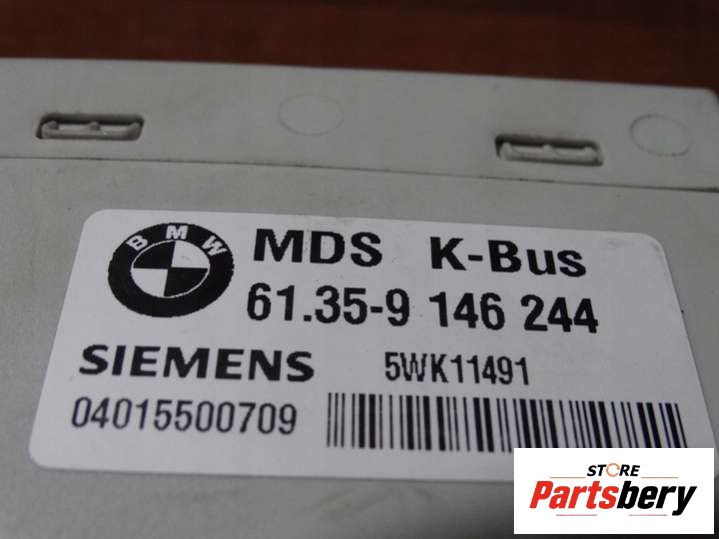 BMW
MDS K-Bus
61.35-9 146 244
SIEMENS 5WK11491
04015500709
STORE
Partsbery